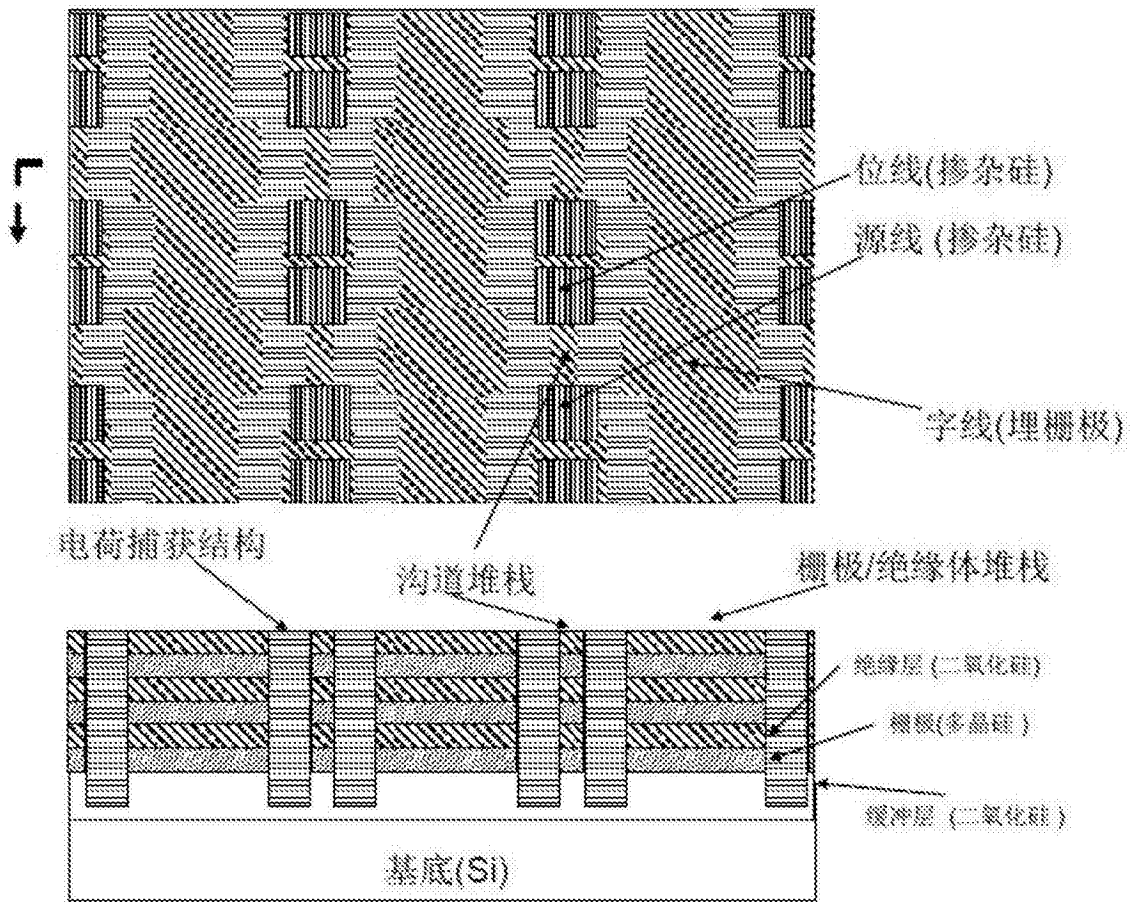 位线(掺杂硅)
源线 (掺杂硅)
字线(埋栅极)
电荷捕获结构
沟道堆栈
栅极/绝缘体堆栈
绝缘层 (二氧化硅)
栅极(多晶硅 )
缓冲层 (二氧化硅 )
基底(Si)